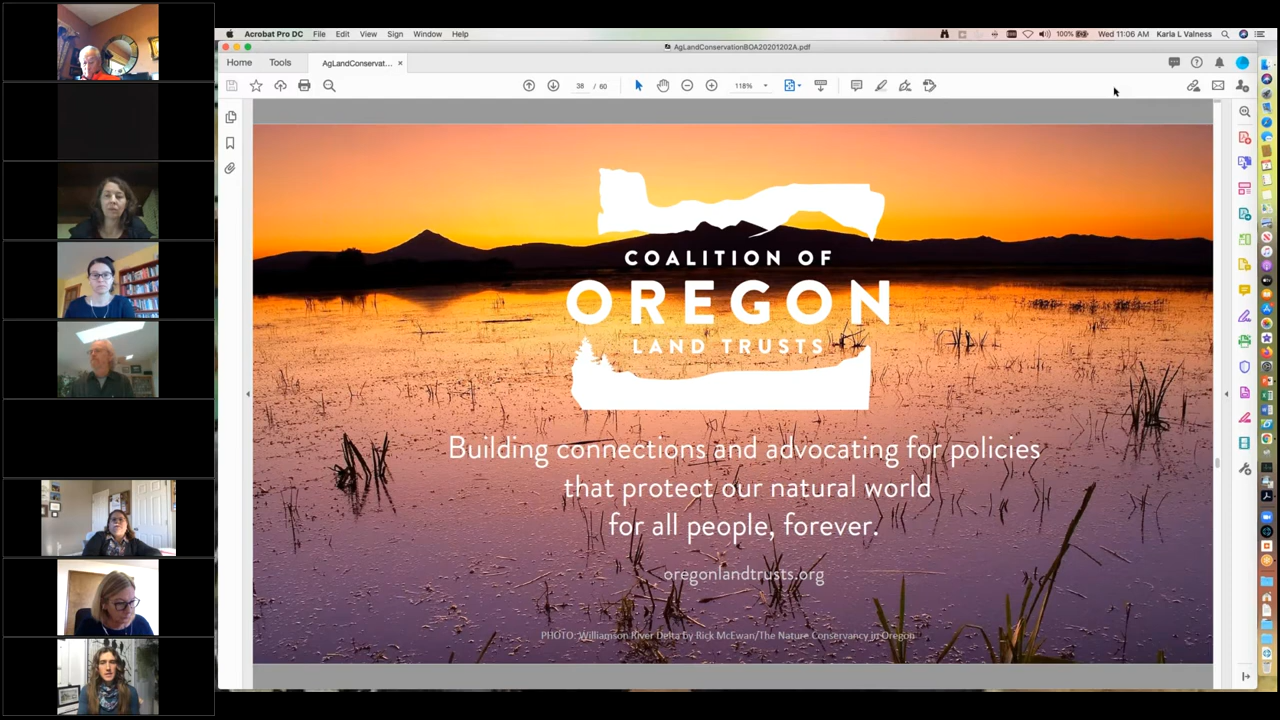 Acrobat Pro DC File Edit View Sign Window Help
100% Wed 11:06 AM Karla L Valness
AgLandConservationBOA20201202A.pdf
Home Tools AgLandConservat... ×
38 / 60 118%
COALITION OF
OREGON
LAND TRUSTS
Building connections and advocating for policies
that protect our natural world
for all people, forever.
oregonlandtrusts.org
PHOTO: Williamson River Delta by Rick McEwan/The Nature Conservancy in Oregon